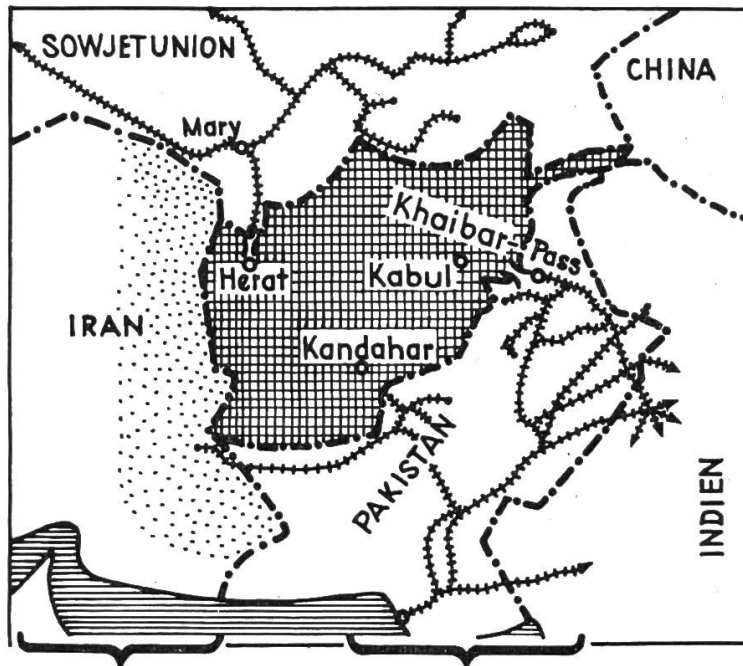 SOWJETUNION
CHINA
Mary
Khaibar-Pass
Herat
Kabul
IRAN
Kandahar
PAKISTAN
INDIEN